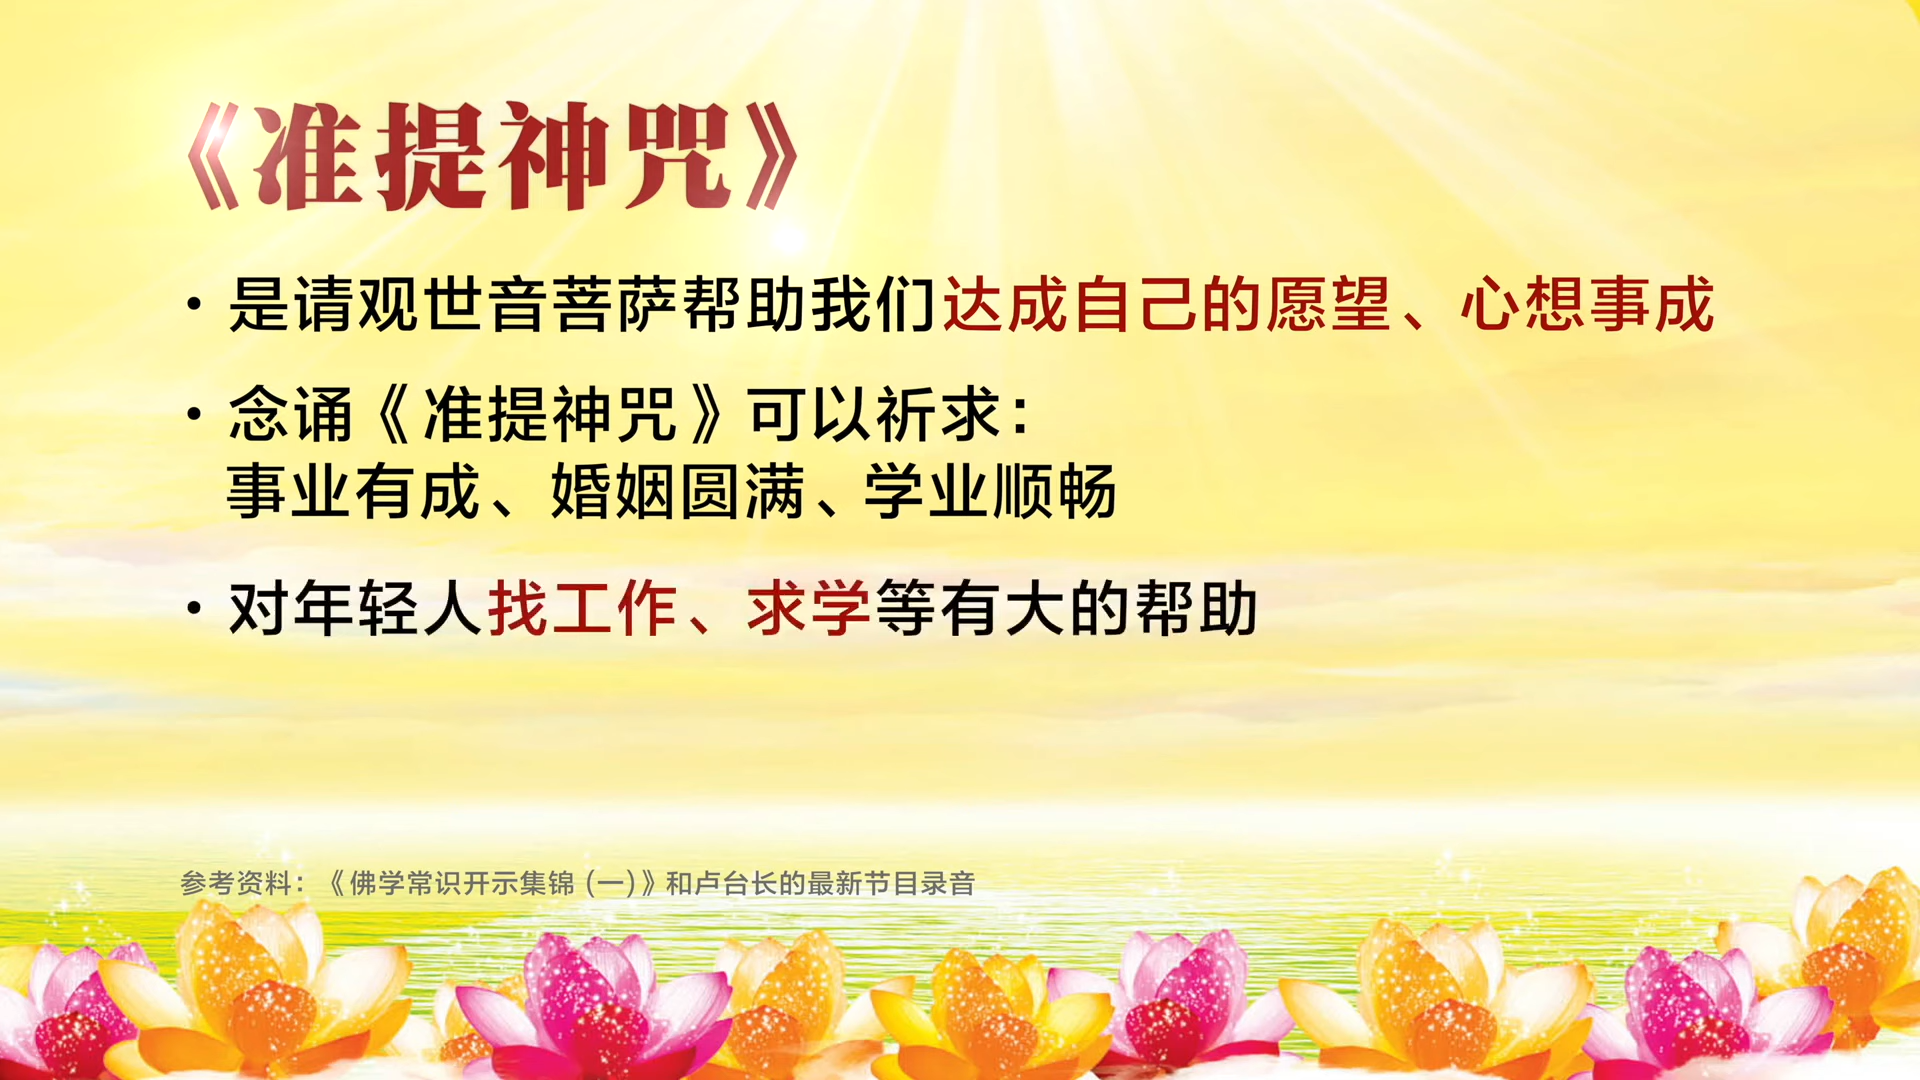 《准提神咒》
·是请观世音菩萨帮助我们达成自己的愿望、心想事成
·念诵《准提神咒》可以祈求：
事业有成、婚姻圆满、学业顺畅
·对年轻人找工作、求学等有大的帮助
参考资料：《佛学常识开示集锦（一）》和卢台长的最新节目录音